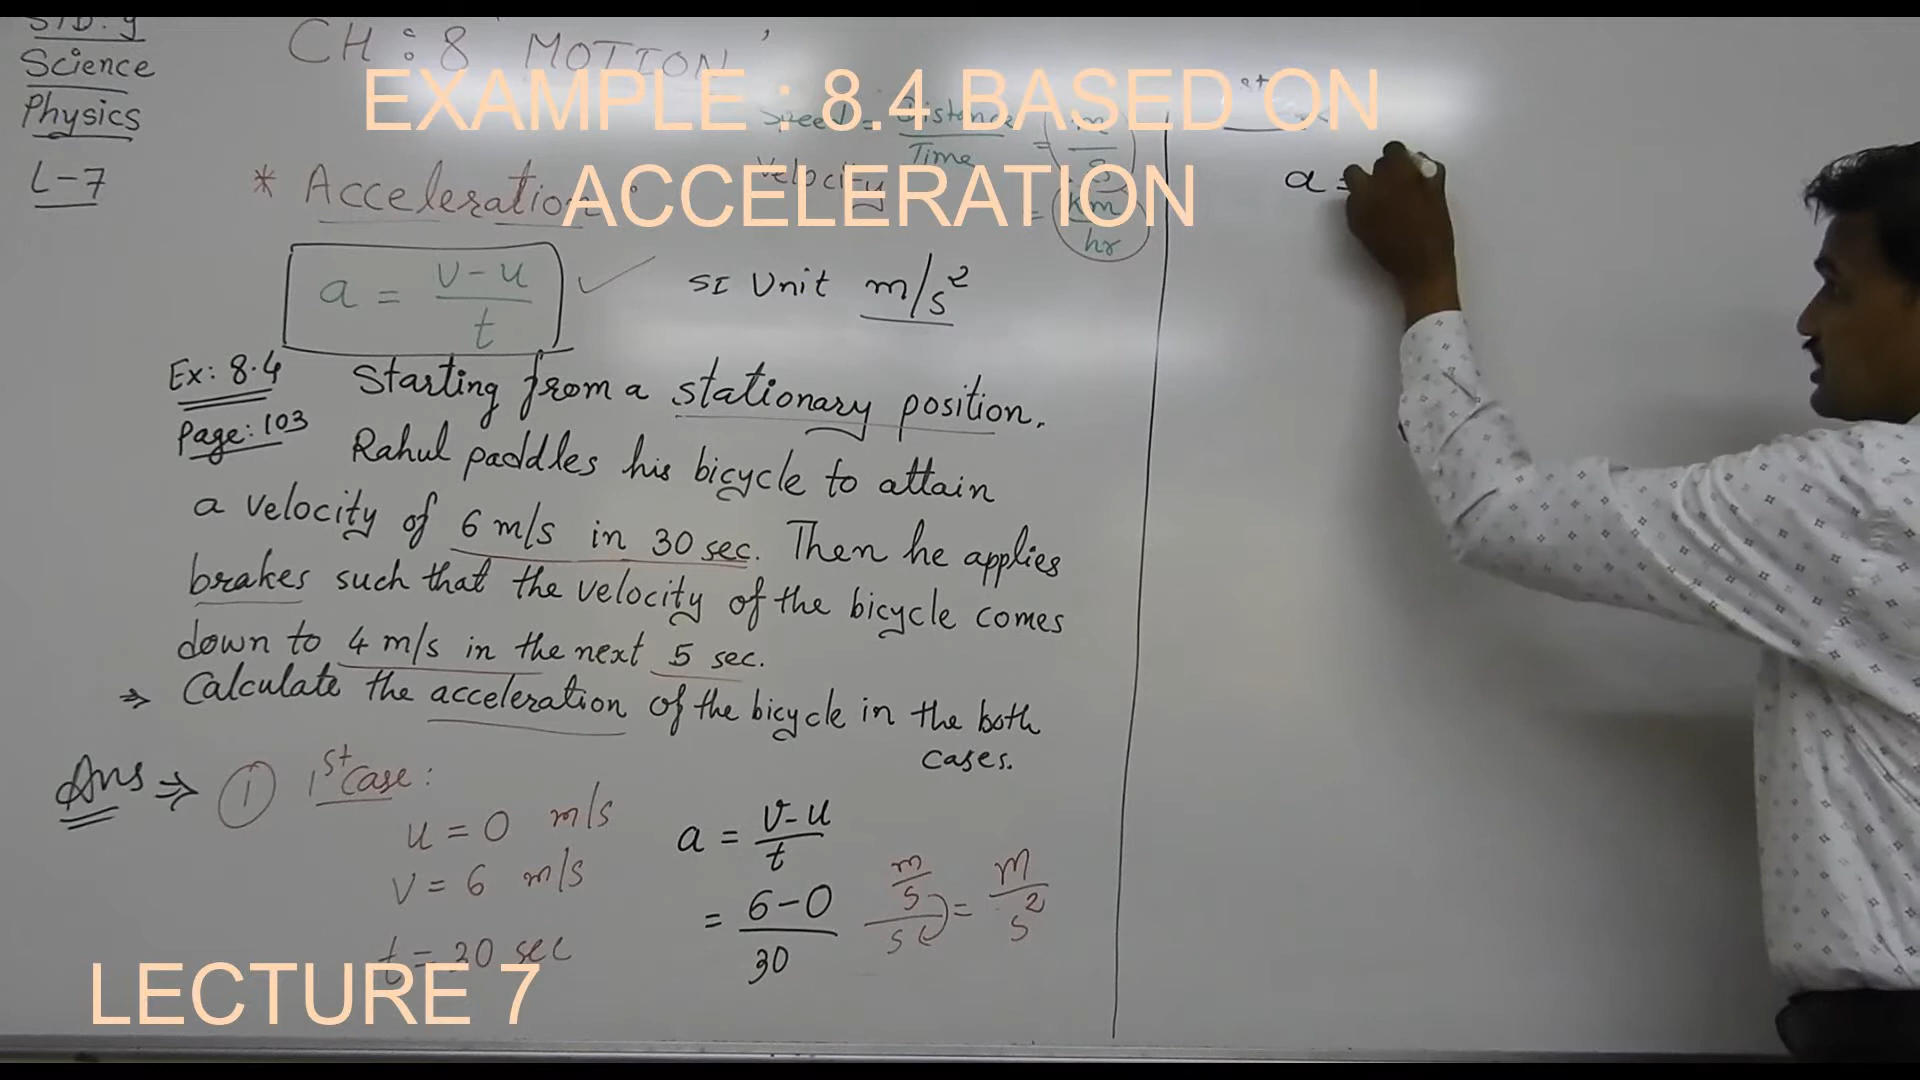 STD. 9
Science
Physics
L-7
CH : 8 'MOTION'
EXAMPLE : 8.4 BASED ON
ACCELERATION
Speed = Distance / Time = m/s
Velocity = km/hr
* Acceleration :
a = v-u / t
SI Unit m/s²
Ex: 8.4
Page: 103
Starting from a stationary position.
Rahul paddles his bicycle to attain
a velocity of 6 m/s in 30 sec. Then he applies
brakes such that the velocity of the bicycle comes
down to 4 m/s in the next 5 sec.
⇒ Calculate the acceleration of the bicycle in the both
cases.
Ans ⇒ 1 1st Case :
u = 0 m/s
v = 6 m/s
t = 30 sec
a = v-u / t
= 6-0 / 30
m/s / s = m / s²
LECTURE 7
st
a =